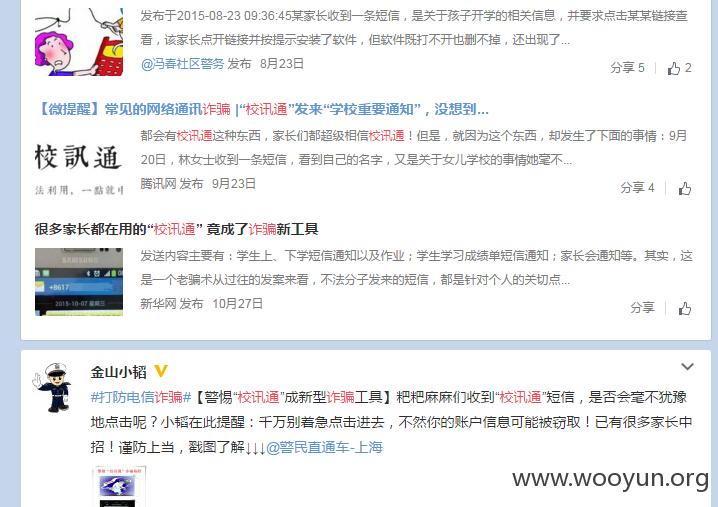 发布于2015-08-23 09:36:45某家长收到一条短信，是关于孩子开学的相关信息，并要求点击某某链接查
看，该家长点开链接并按提示安装了软件，但软件既打不开也删不掉，还出现了...
@冯春社区警务 发布 8月23日
分享 5 2
【微提醒】常见的网络通讯诈骗 |“校讯通”发来“学校重要通知”，没想到...
都会有校讯通这种东西，家长们都超级相信校讯通！但是，就因为这个东西，却发生了下面的事情：9月
20日，林女士收到一条短信，看到自己的名字，又是关于女儿学校的事情她毫不...
腾讯网 发布 9月23日
分享 4
校訊通
法利用，一點就中
很多家长都在用的“校讯通” 竟成了诈骗新工具
发送内容主要有：学生上、下学短信通知以及作业；学生学习成绩单短信通知；家长会通知等。其实，这
是一个老骗术从过往的发案来看，不法分子发来的短信，都是针对个人的关切点...
新华网 发布 10月27日
分享
SAMSUNG
+8617
2015-10-07 星期三
金山小韬
#打防电信诈骗#【警惕“校讯通”成新型诈骗工具】粑粑麻麻们收到“校讯通”短信，是否会毫不犹豫
地点击呢？小韬在此提醒：千万别着急点击进去，不然你的账户信息可能被窃取！已有很多家长中
招！谨防上当，戳图了解↓↓↓@警民直通车-上海
www.wooyun.org